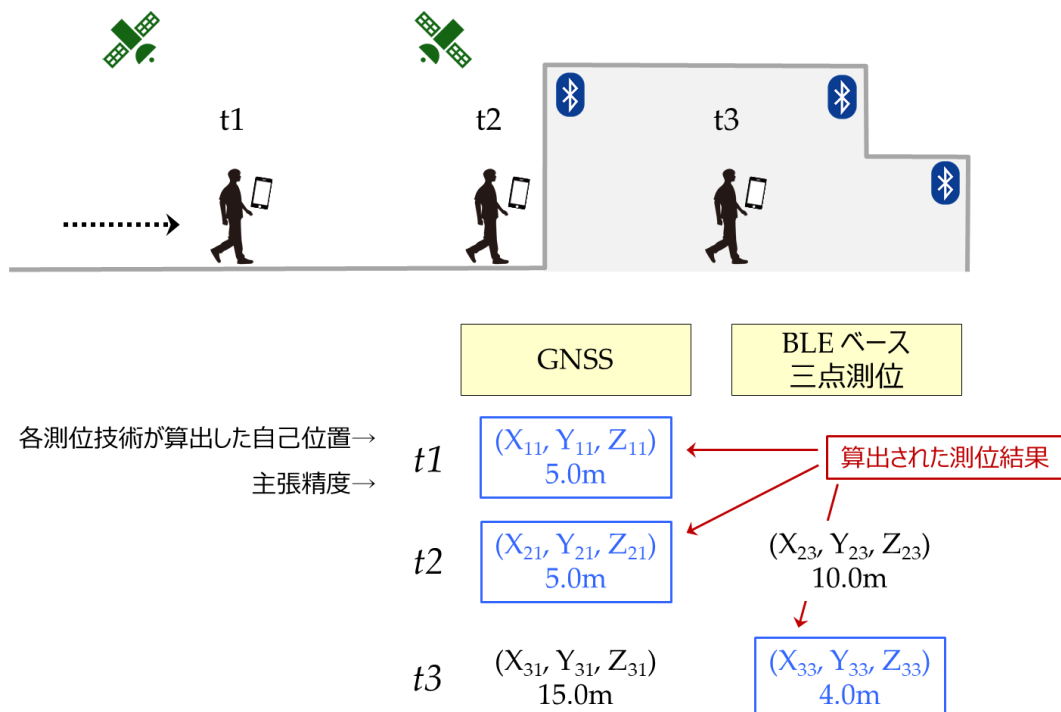 t1
t2
t3
GNSS
BLE ベース
三点測位
各測位技術が算出した自己位置→
主張精度→
t1
(X₁₁, Y₁₁, Z₁₁)
5.0m
算出された測位結果
t2
(X₂₁, Y₂₁, Z₂₁)
5.0m
(X₂₃, Y₂₃, Z₂₃)
10.0m
t3
(X₃₁, Y₃₁, Z₃₁)
15.0m
(X₃₃, Y₃₃, Z₃₃)
4.0m